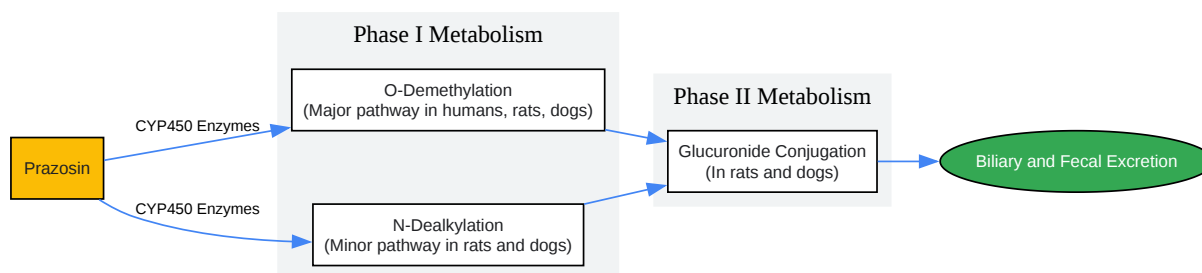 Prazosin
CYP450 Enzymes
CYP450 Enzymes
Phase I Metabolism
O-Demethylation
(Major pathway in humans, rats, dogs)
N-Dealkylation
(Minor pathway in rats and dogs)
Phase II Metabolism
Glucuronide Conjugation
(In rats and dogs)
Biliary and Fecal Excretion